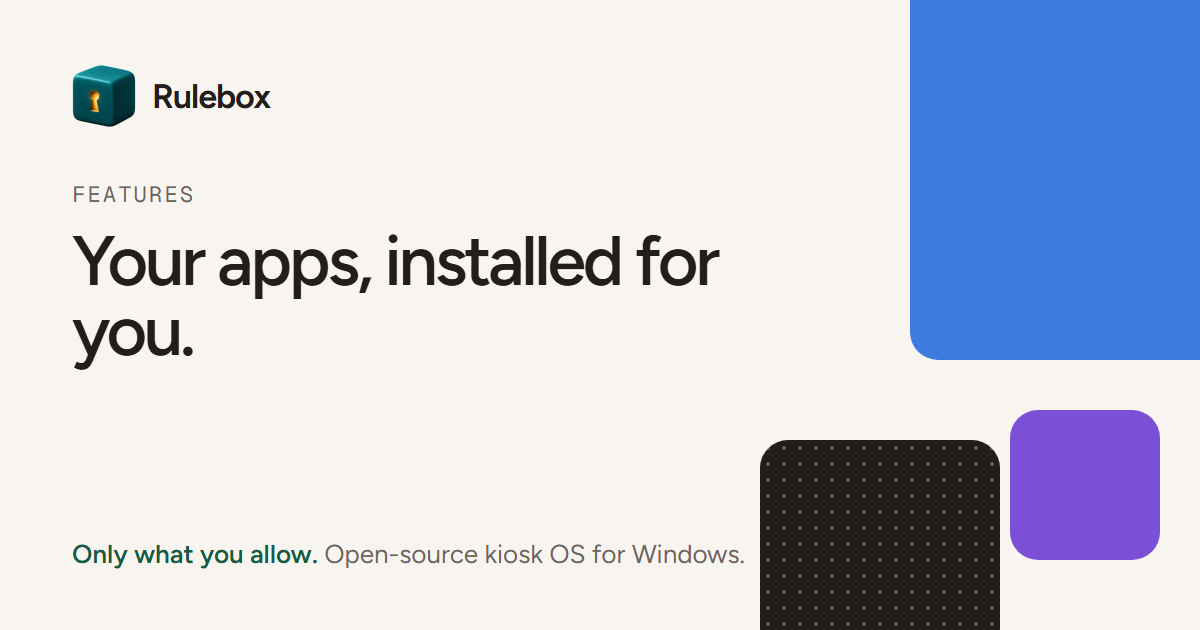 Rulebox
FEATURES
Your apps, installed for
you.
Only what you allow. Open-source kiosk OS for Windows.